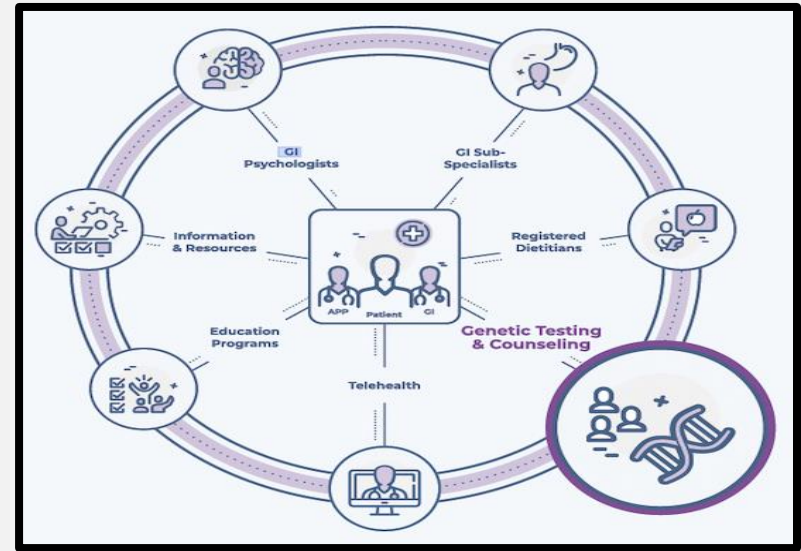 GI
Psychologists
GI Sub-
Specialists
Information
& Resources
Registered
Dietitians
APP
Patient
GI
Education
Programs
Genetic Testing
& Counseling
Telehealth